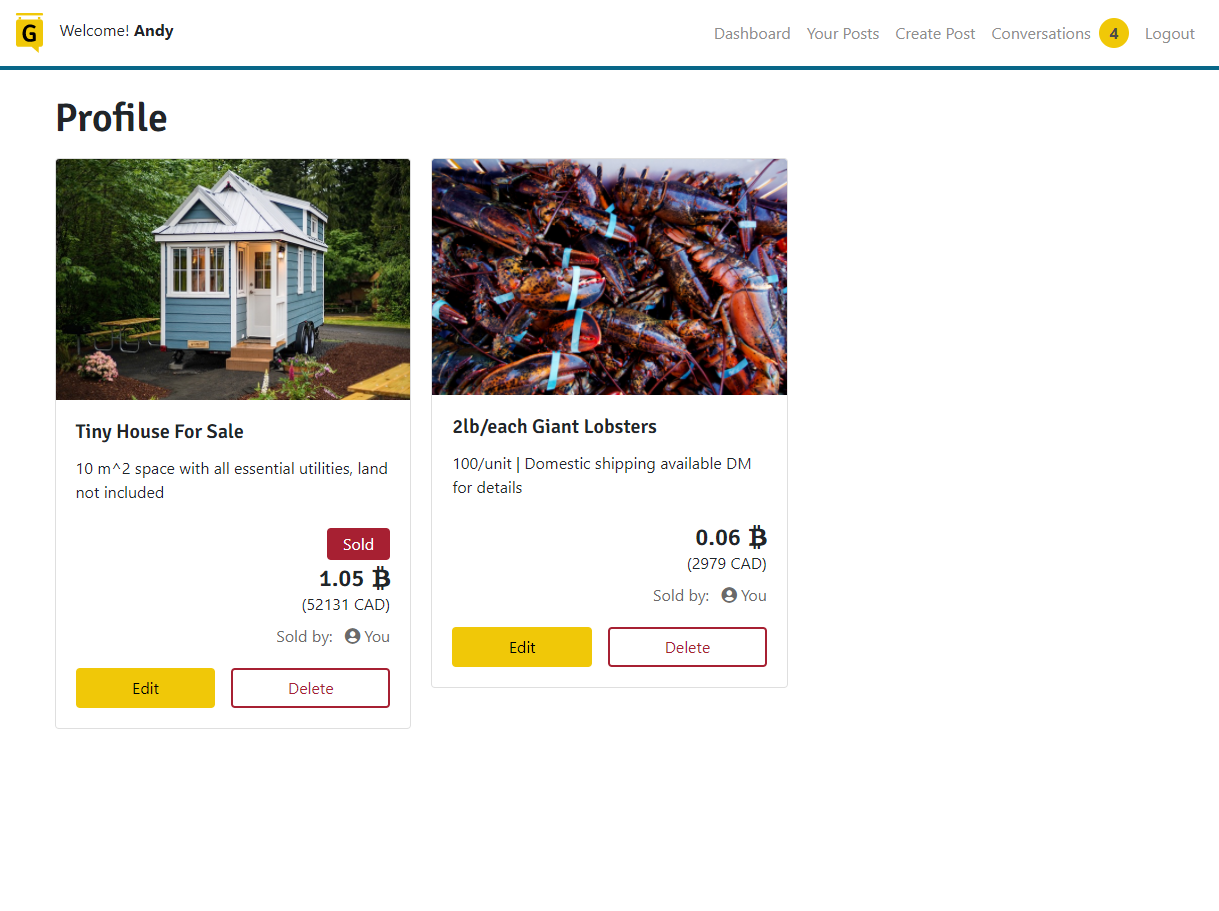 G
Welcome! Andy
Dashboard Your Posts Create Post Conversations 4 Logout
Profile
Tiny House For Sale
10 m^2 space with all essential utilities, land
not included
Sold
1.05 ₿
(52131 CAD)
Sold by: You
Edit Delete
2lb/each Giant Lobsters
100/unit | Domestic shipping available DM
for details
0.06 ₿
(2979 CAD)
Sold by: You
Edit Delete